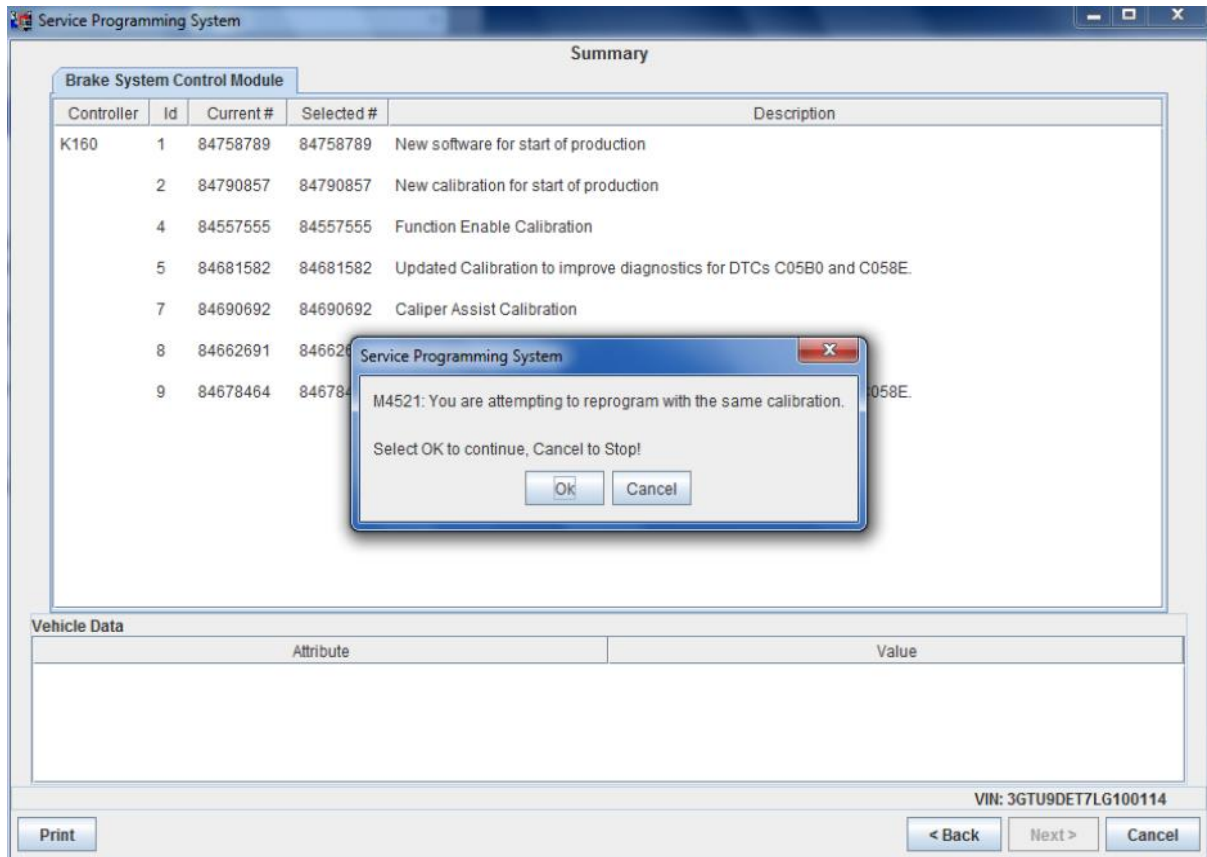 Service Programming System
Summary
Brake System Control Module
Controller Id Current # Selected # Description
K160 1 84758789 84758789 New software for start of production
2 84790857 84790857 New calibration for start of production
4 84557555 84557555 Function Enable Calibration
5 84681582 84681582 Updated Calibration to improve diagnostics for DTCs C05B0 and C058E.
7 84690692 84690692 Caliper Assist Calibration
8 84662691
9 84678464 C058E.
Service Programming System
M4521: You are attempting to reprogram with the same calibration.
Select OK to continue, Cancel to Stop!
Ok Cancel
Vehicle Data
Attribute Value
VIN: 3GTU9DET7LG100114
Print < Back Next > Cancel